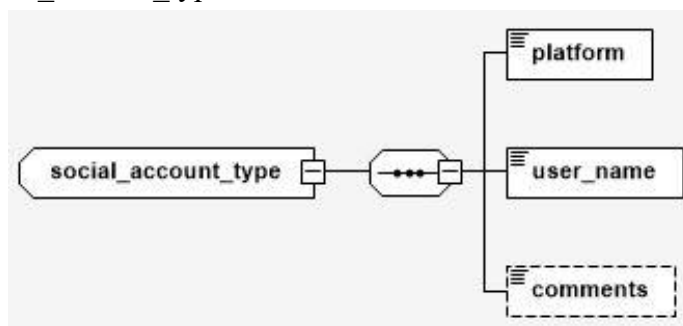 platform
social_account_type
user_name
comments